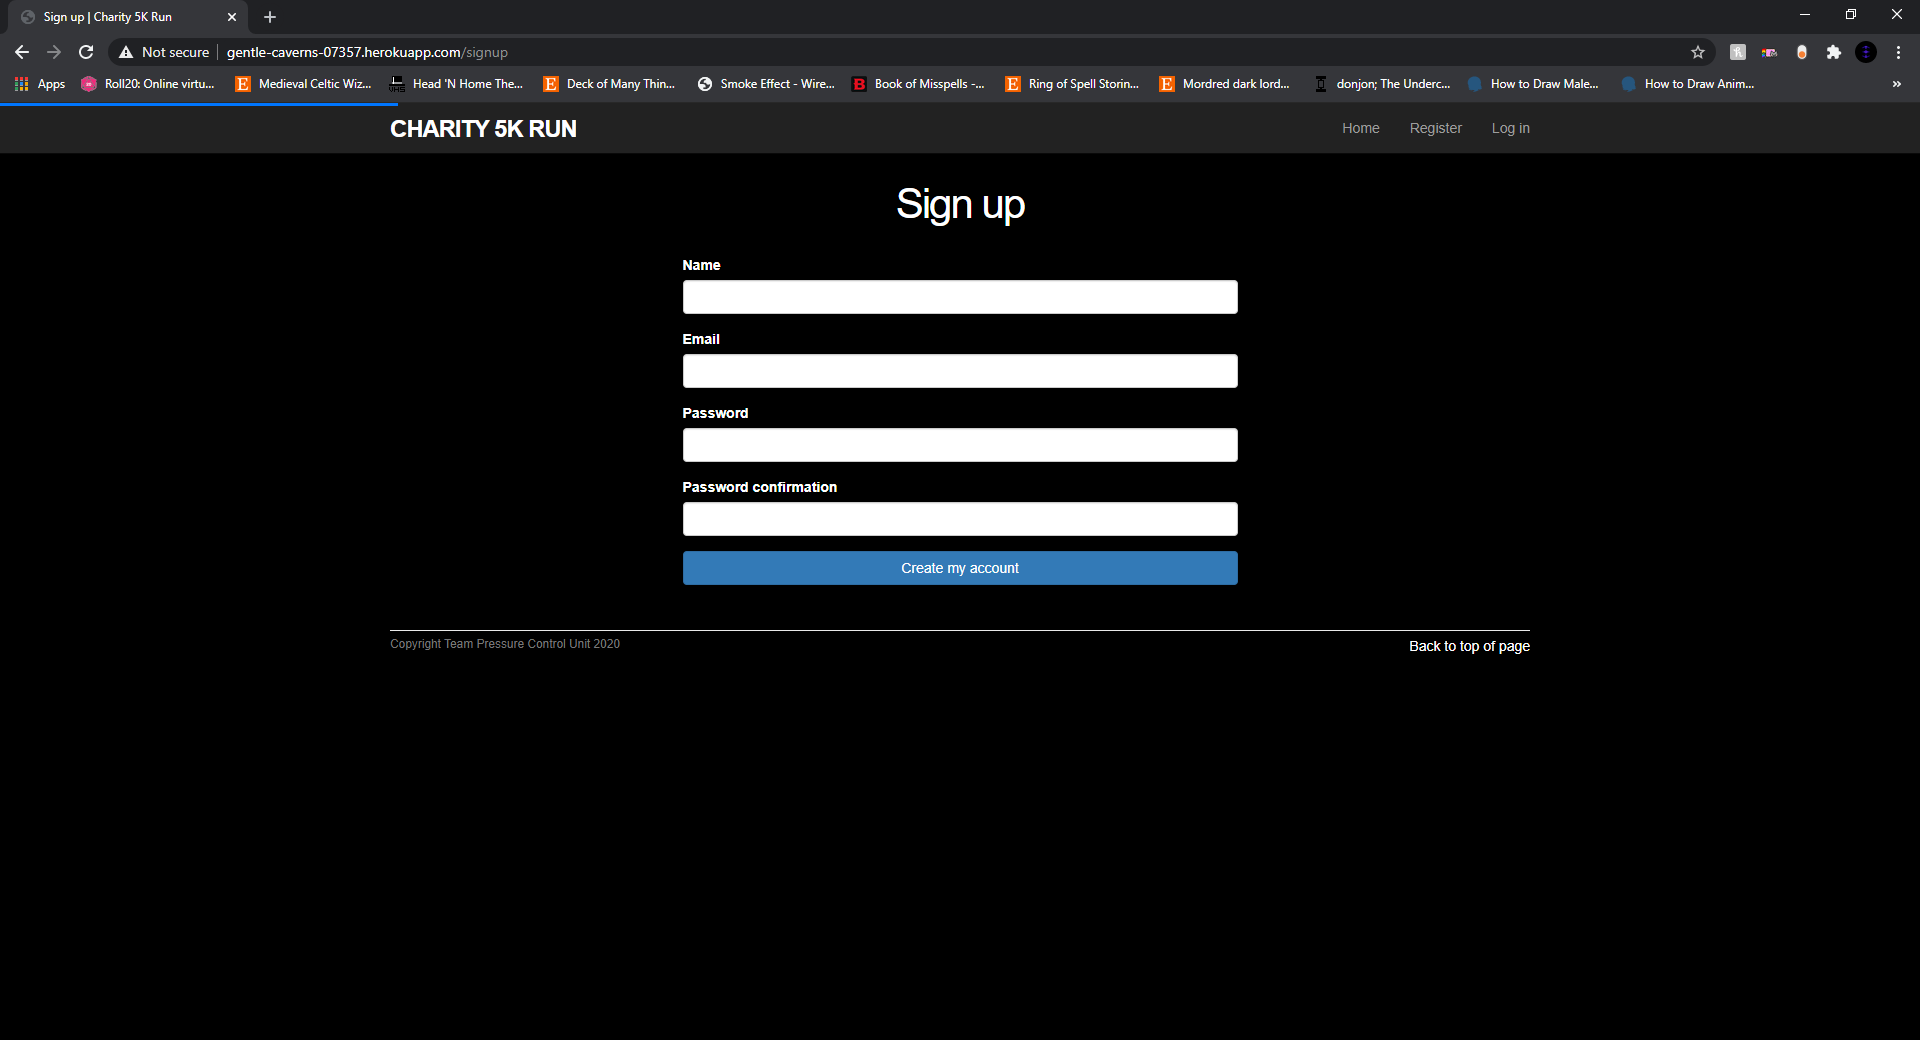 Sign up | Charity 5K Run
Not secure
gentle-caverns-07357.herokuapp.com/signup
Apps
Roll20: Online virtu...
Medieval Celtic Wiz...
Head 'N Home The...
Deck of Many Thin...
Smoke Effect - Wire...
Book of Misspells -...
Ring of Spell Storin...
Mordred dark lord...
donjon; The Underc...
How to Draw Male...
How to Draw Anim...
CHARITY 5K RUN
Home
Register
Log in
Sign up
Name
Email
Password
Password confirmation
Create my account
Copyright Team Pressure Control Unit 2020
Back to top of page